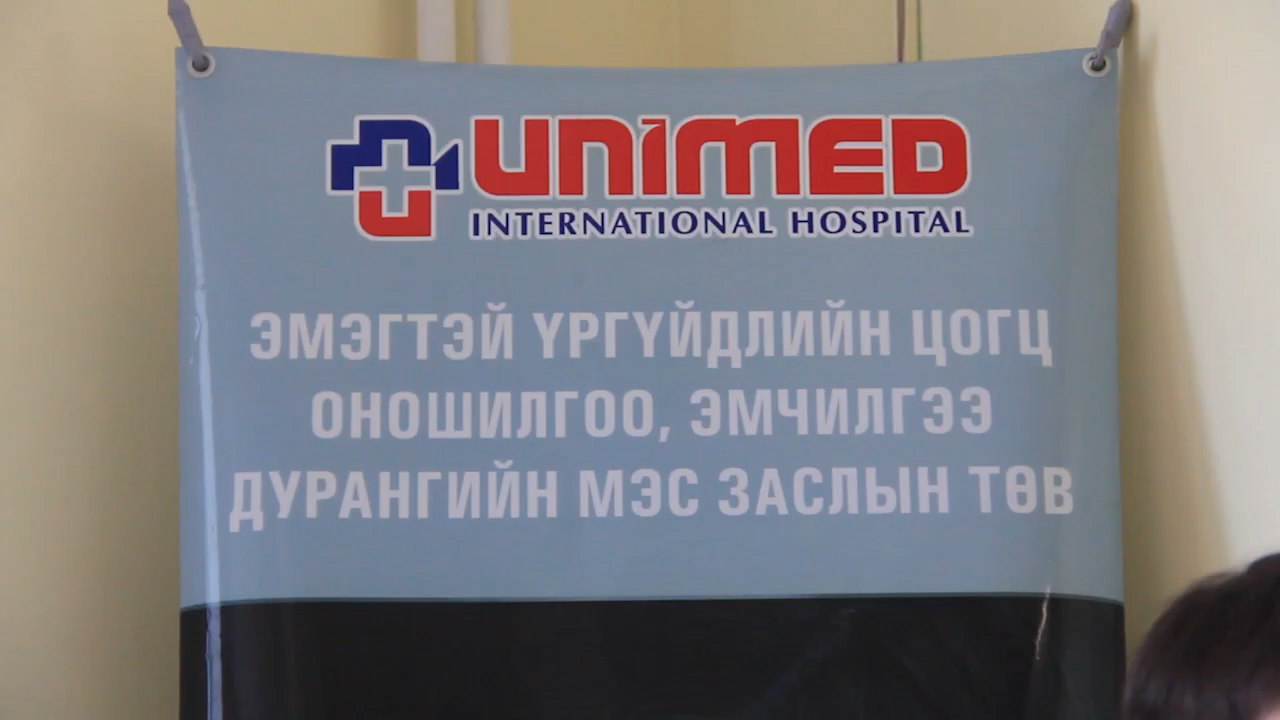 UNIMED
INTERNATIONAL HOSPITAL
ЭМЭГТЭЙ ҮРГҮЙДЛИЙН ЦОГЦ
ОНОШИЛГОО, ЭМЧИЛГЭЭ
ДУРАНГИЙН МЭС ЗАСЛЫН ТӨВ